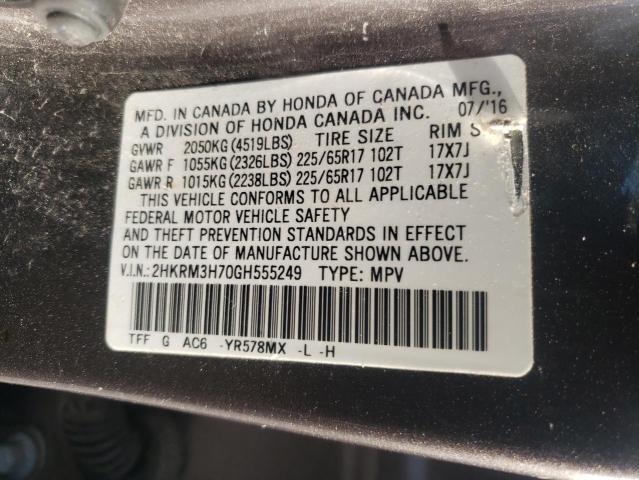 MFD. IN CANADA BY HONDA OF CANADA MFG.,
A DIVISION OF HONDA CANADA INC. 07/'16
GVWR 2050KG(4519LBS) TIRE SIZE RIM S
GAWR F 1055KG(2326LBS) 225/65R17 102T 17X7J
GAWR R 1015KG(2238LBS) 225/65R17 102T 17X7J
THIS VEHICLE CONFORMS TO ALL APPLICABLE
FEDERAL MOTOR VEHICLE SAFETY
AND THEFT PREVENTION STANDARDS IN EFFECT
ON THE DATE OF MANUFACTURE SHOWN ABOVE.
V.I.N.:2HKRM3H70GH555249 TYPE: MPV
TFF G AC6 -YR578MX -L -H